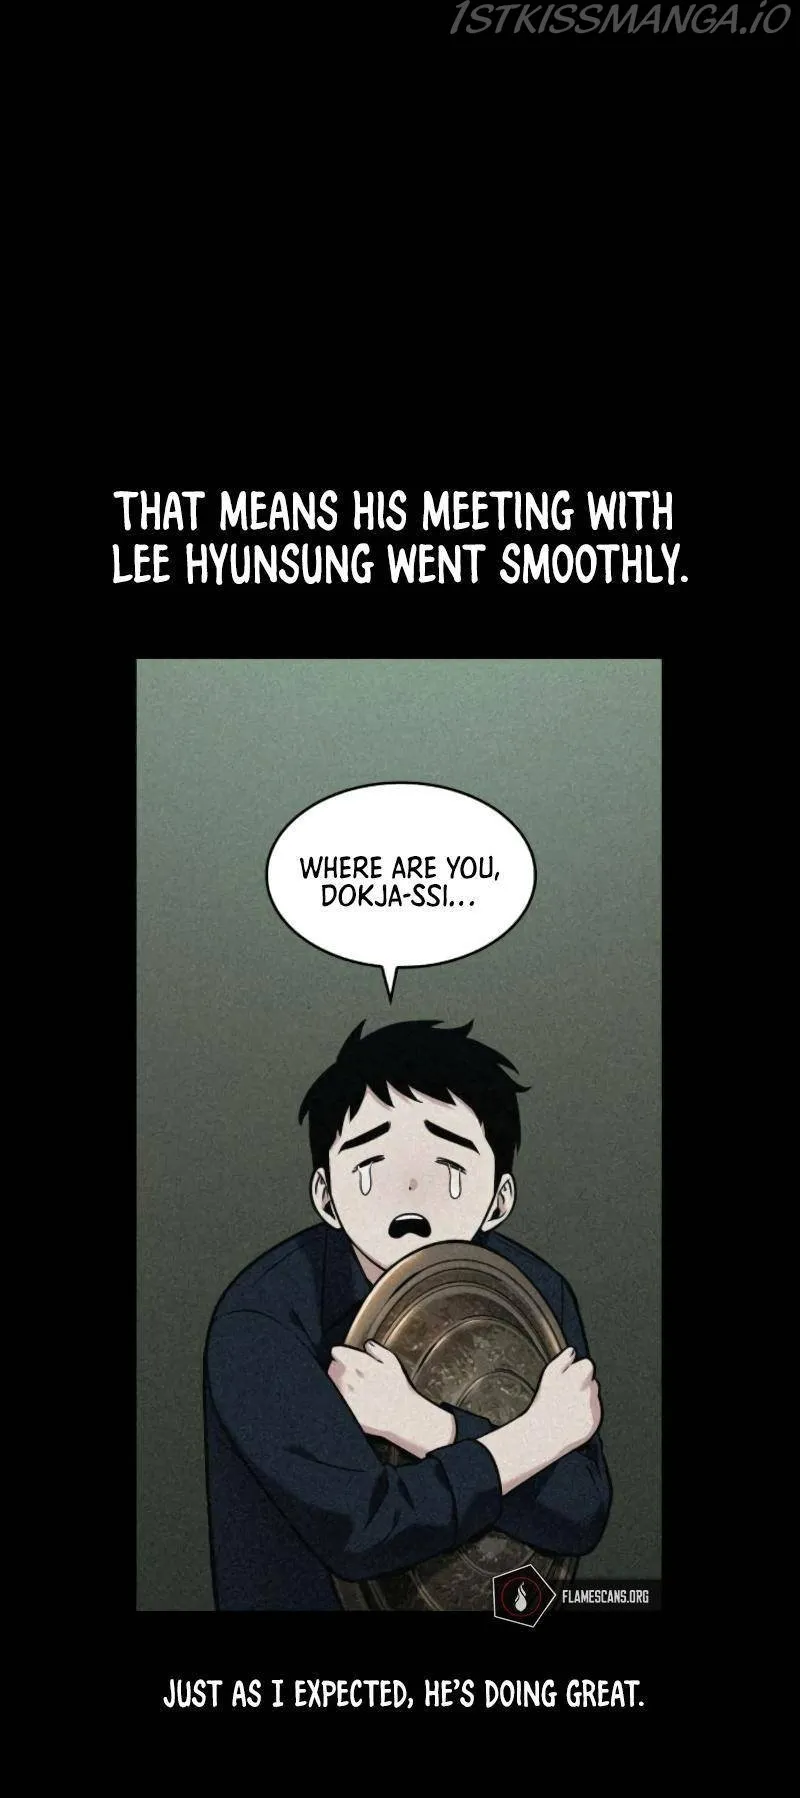 1STKISSMANGA.IO
THAT MEANS HIS MEETING WITH
LEE HYUNSUNG WENT SMOOTHLY.
WHERE ARE YOU,
DOKJA-SSI...
FLAMESCANS.ORG
JUST AS I EXPECTED, HE'S DOING GREAT.